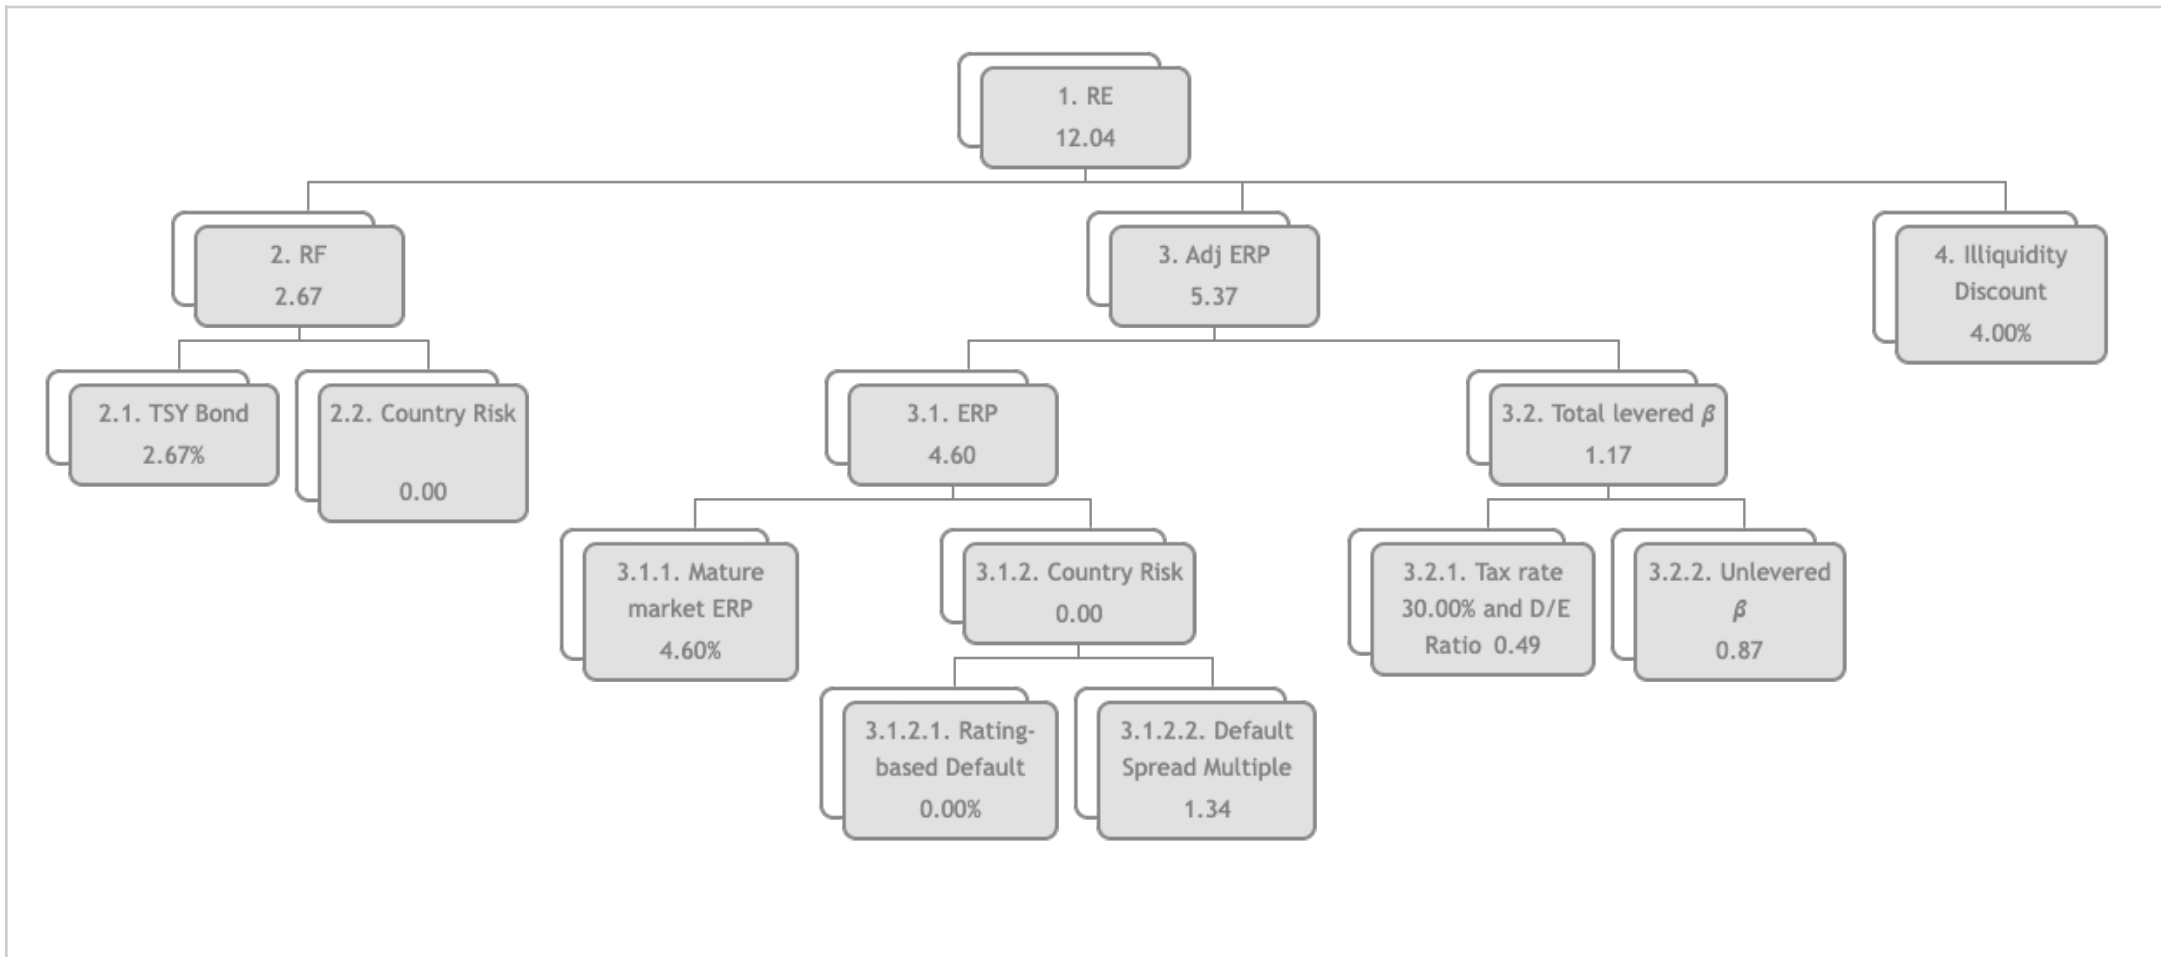 1. RE
12.04
2. RF
2.67
3. Adj ERP
5.37
4. Illiquidity
Discount
4.00%
2.1. TSY Bond
2.67%
2.2. Country Risk
0.00
3.1. ERP
4.60
3.2. Total levered β
1.17
3.1.1. Mature
market ERP
4.60%
3.1.2. Country Risk
0.00
3.2.1. Tax rate
30.00% and D/E
Ratio 0.49
3.2.2. Unlevered
β
0.87
3.1.2.1. Rating-
based Default
0.00%
3.1.2.2. Default
Spread Multiple
1.34